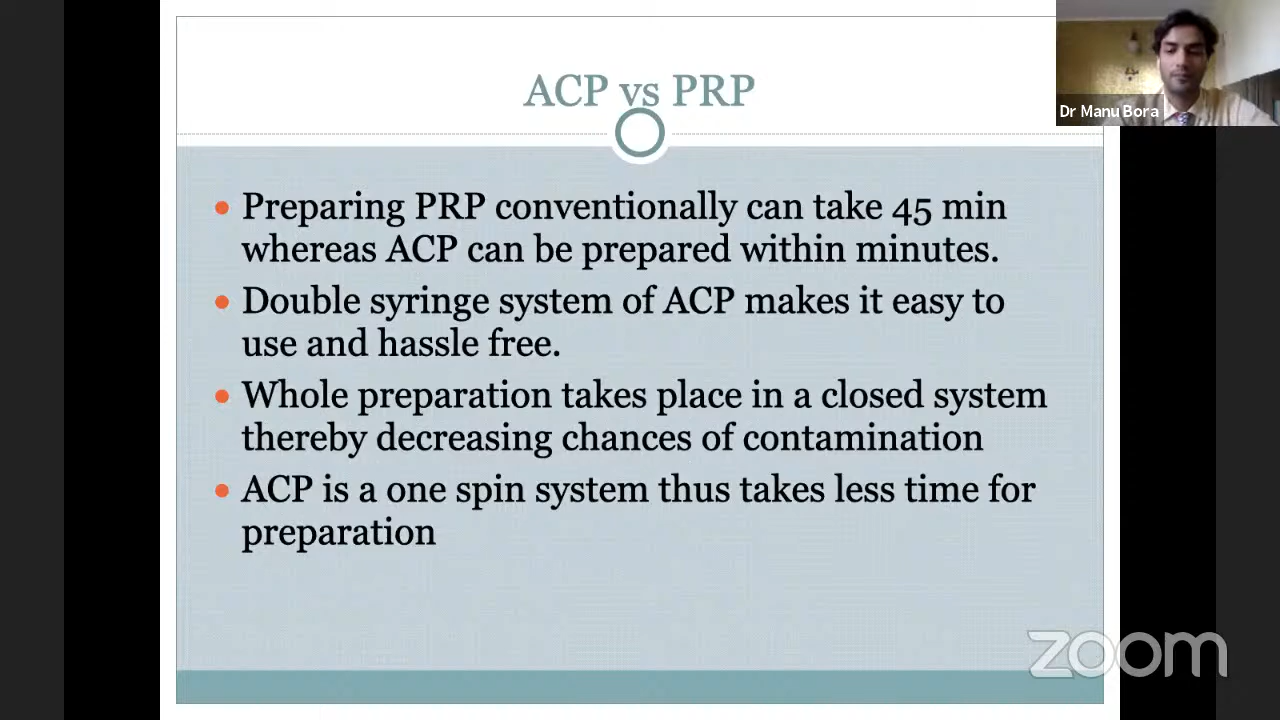 ACP vs PRP
Dr Manu Bora
Preparing PRP conventionally can take 45 min
whereas ACP can be prepared within minutes.
Double syringe system of ACP makes it easy to
use and hassle free.
Whole preparation takes place in a closed system
thereby decreasing chances of contamination
ACP is a one spin system thus takes less time for
preparation
zoom